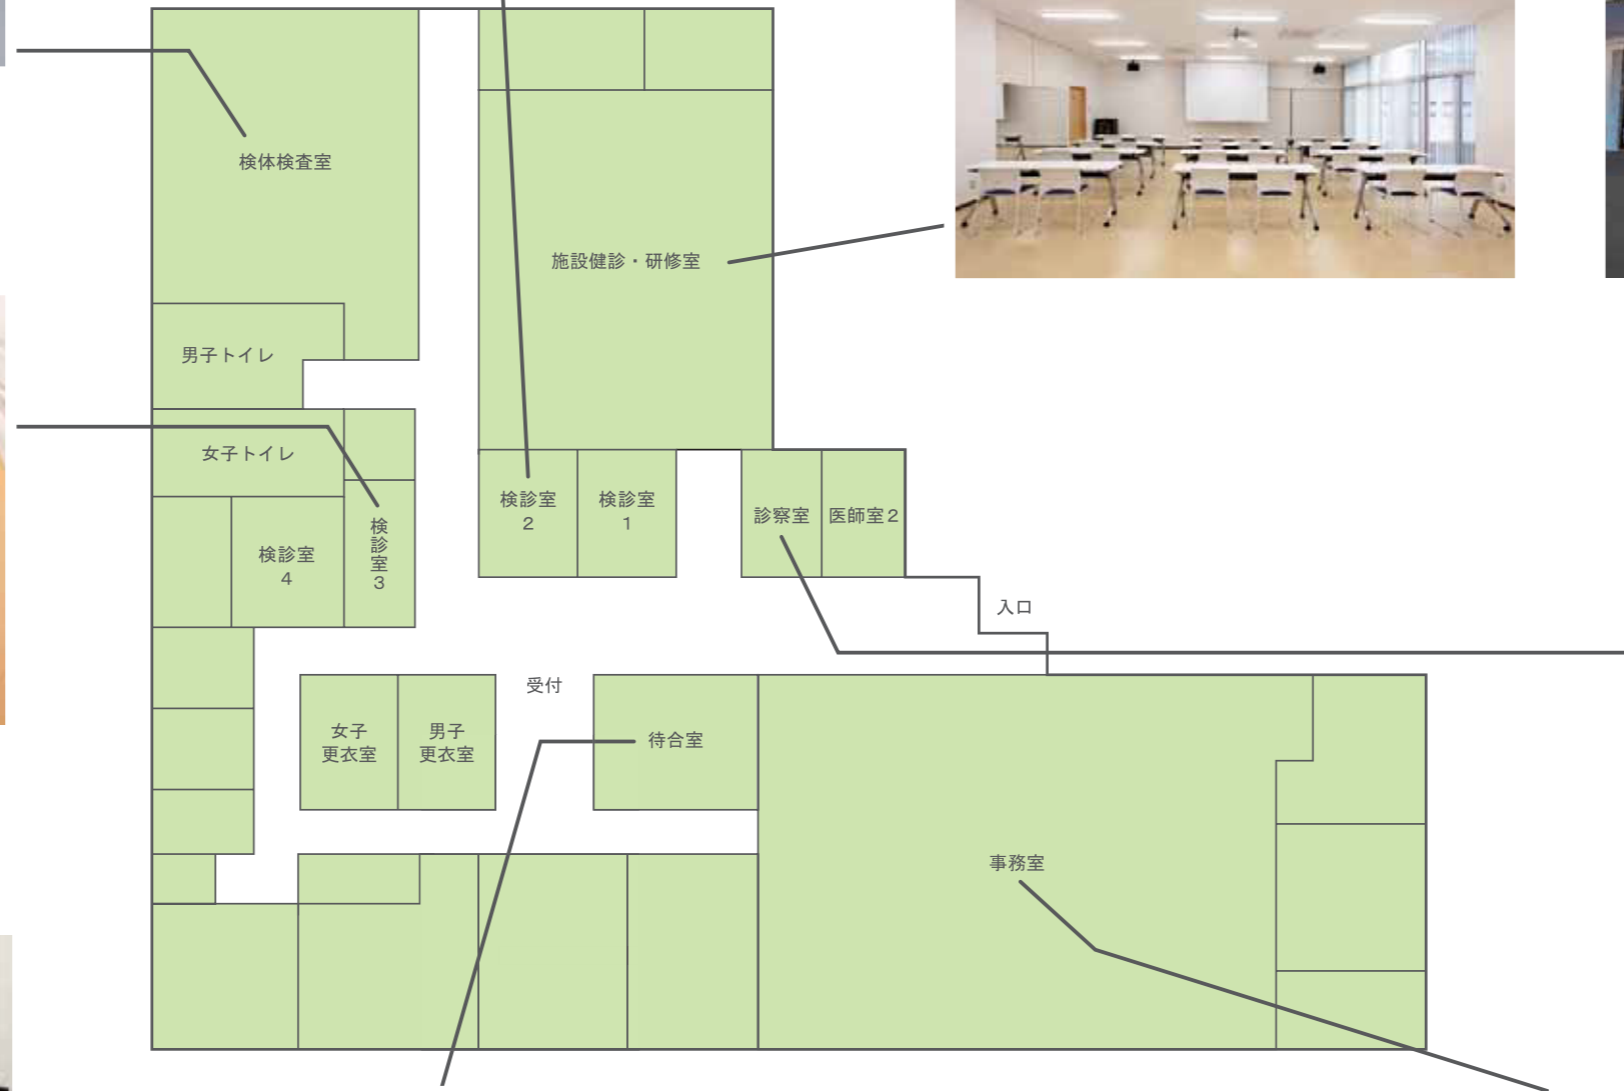 検体検査室
施設健診・研修室
男子トイレ
女子トイレ
検診室
2
検診室
1
診察室
医師室2
検診室
4
検診室3
入口
受付
女子
更衣室
男子
更衣室
待合室
事務室